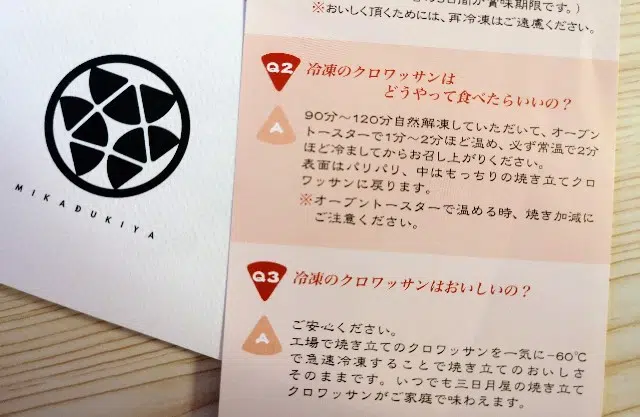 MIKADUKIYA
日間が賞味期限です。)
※おいしく頂くためには、再冷凍はご遠慮ください。
Q2 冷凍のクロワッサンは
どうやって食べたらいいの？
A 90分〜120分自然解凍していただいて、オーブン
トースターで1分〜2分ほど温め、必ず常温で2分
ほど冷ましてからお召し上がりください。
表面はパリパリ、中はもっちりの焼き立てクロ
ワッサンに戻ります。
※オーブントースターで温める時、焼き加減に
ご注意ください。
Q3 冷凍のクロワッサンはおいしいの？
A ご安心ください。
工場で焼き立てのクロワッサンを一気に-60℃
で急速冷凍することで焼き立てのおいしさ
そのままです。いつでも三日月屋の焼き立て
クロワッサンがご家庭で味わえます。